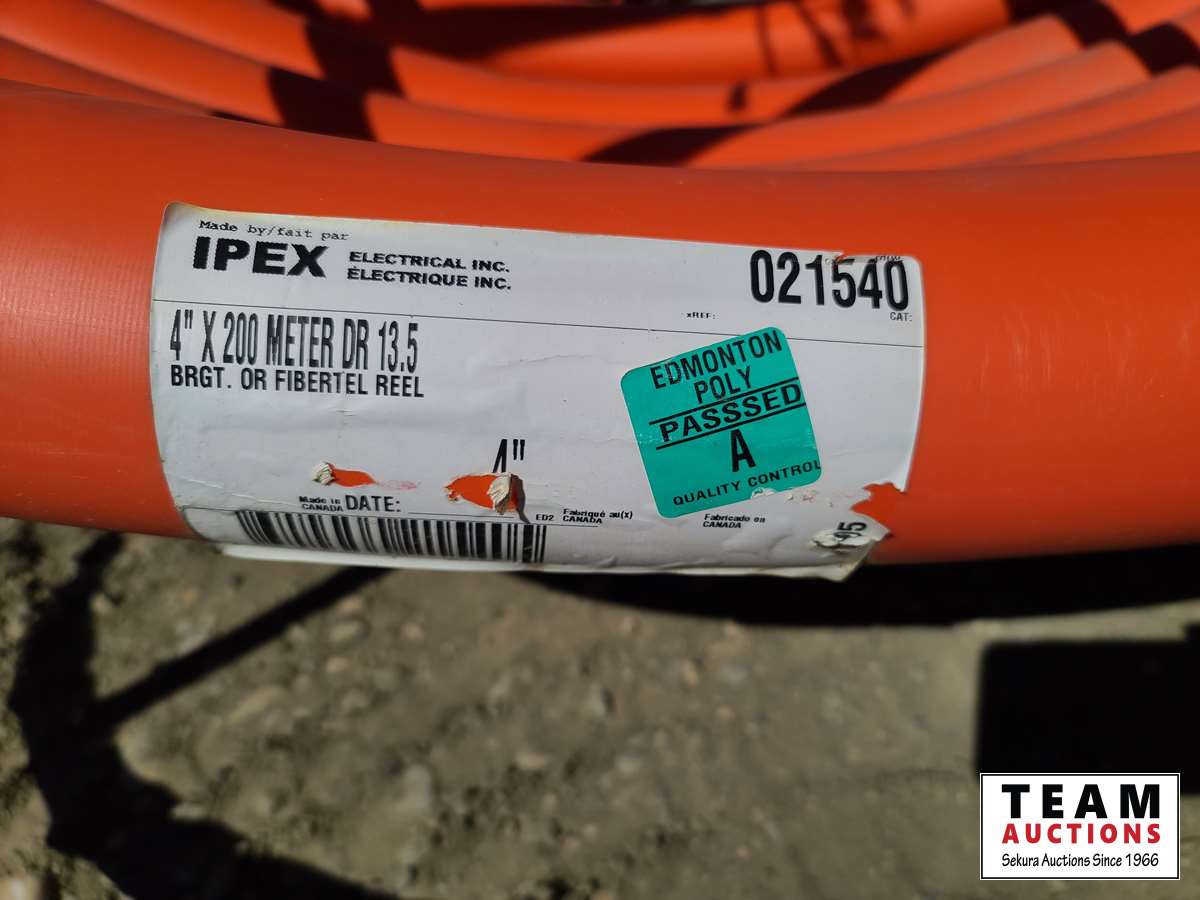 Made by/fait par
IPEX ELECTRICAL INC.
ÉLECTRIQUE INC.
021540
xREF: CAT:
4" X 200 METER DR 13.5
BRGT. OR FIBERTEL REEL
EDMONTON
POLY
PASSSED
A
QUALITY CONTROL
4"
Made in
CANADA DATE:
ED2 Fabriqué au(x)
CANADA
Fabricado en
CANADA
TEAM
AUCTIONS
Sekura Auctions Since 1966